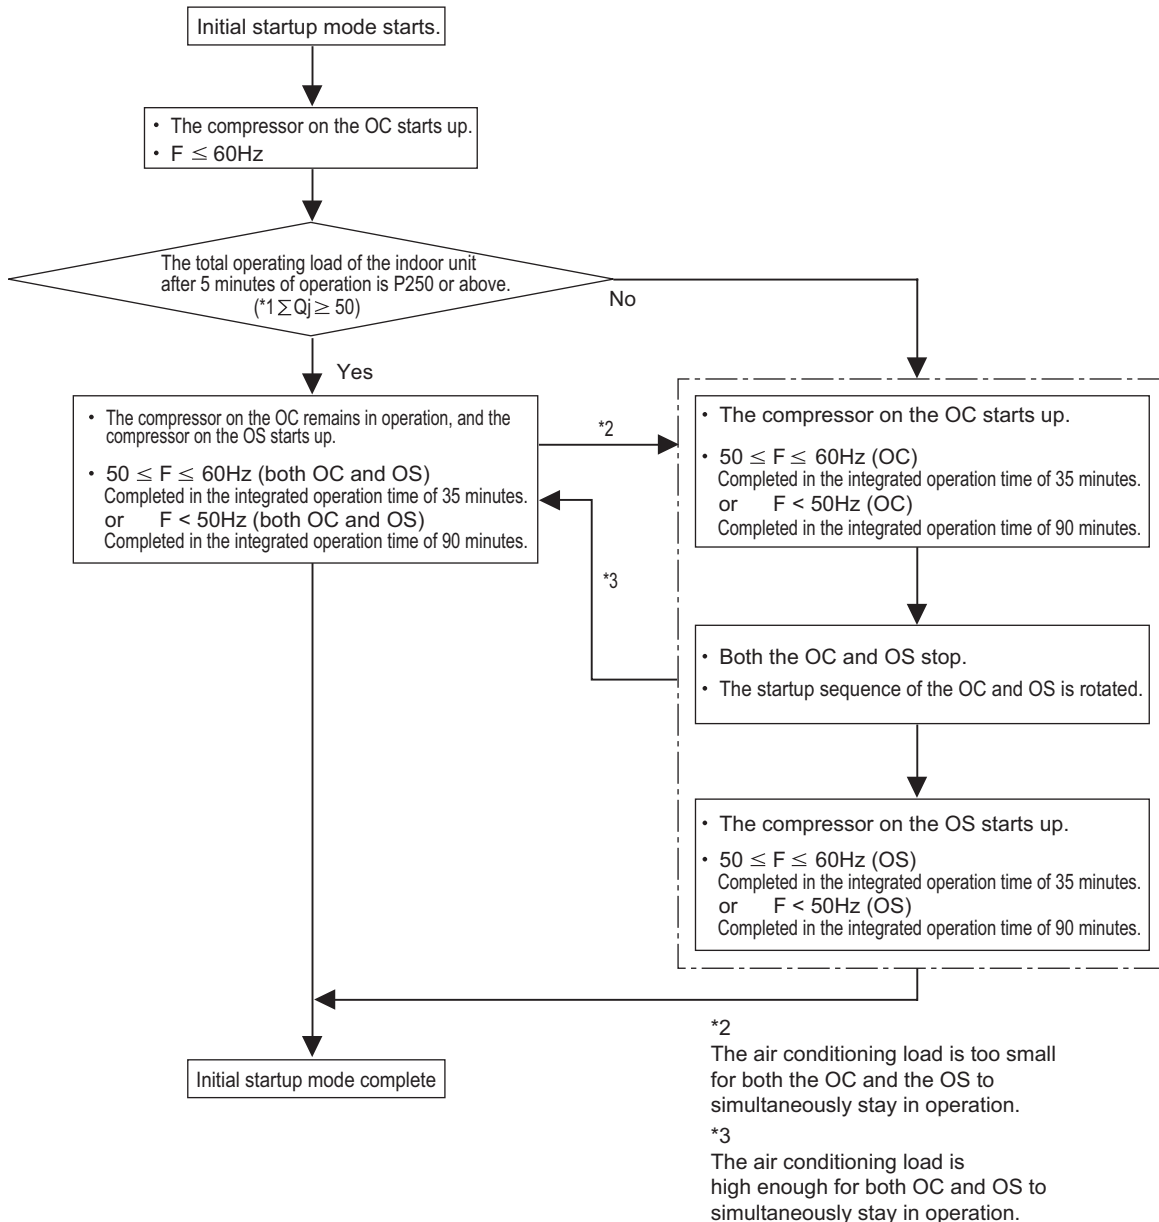 Initial startup mode starts.
・ The compressor on the OC starts up.
・ F ≤ 60Hz
The total operating load of the indoor unit
after 5 minutes of operation is P250 or above.
(*1 ∑Qj ≥ 50)
No
Yes
・ The compressor on the OC remains in operation, and the
compressor on the OS starts up.
・ 50 ≤ F ≤ 60Hz (both OC and OS)
Completed in the integrated operation time of 35 minutes.
or F < 50Hz (both OC and OS)
Completed in the integrated operation time of 90 minutes.
*2
*3
・ The compressor on the OC starts up.
・ 50 ≤ F ≤ 60Hz (OC)
Completed in the integrated operation time of 35 minutes.
or F < 50Hz (OC)
Completed in the integrated operation time of 90 minutes.
・ Both the OC and OS stop.
・ The startup sequence of the OC and OS is rotated.
・ The compressor on the OS starts up.
・ 50 ≤ F ≤ 60Hz (OS)
Completed in the integrated operation time of 35 minutes.
or F < 50Hz (OS)
Completed in the integrated operation time of 90 minutes.
Initial startup mode complete
*2
The air conditioning load is too small
for both the OC and the OS to
simultaneously stay in operation.
*3
The air conditioning load is
high enough for both OC and OS to
simultaneously stay in operation.